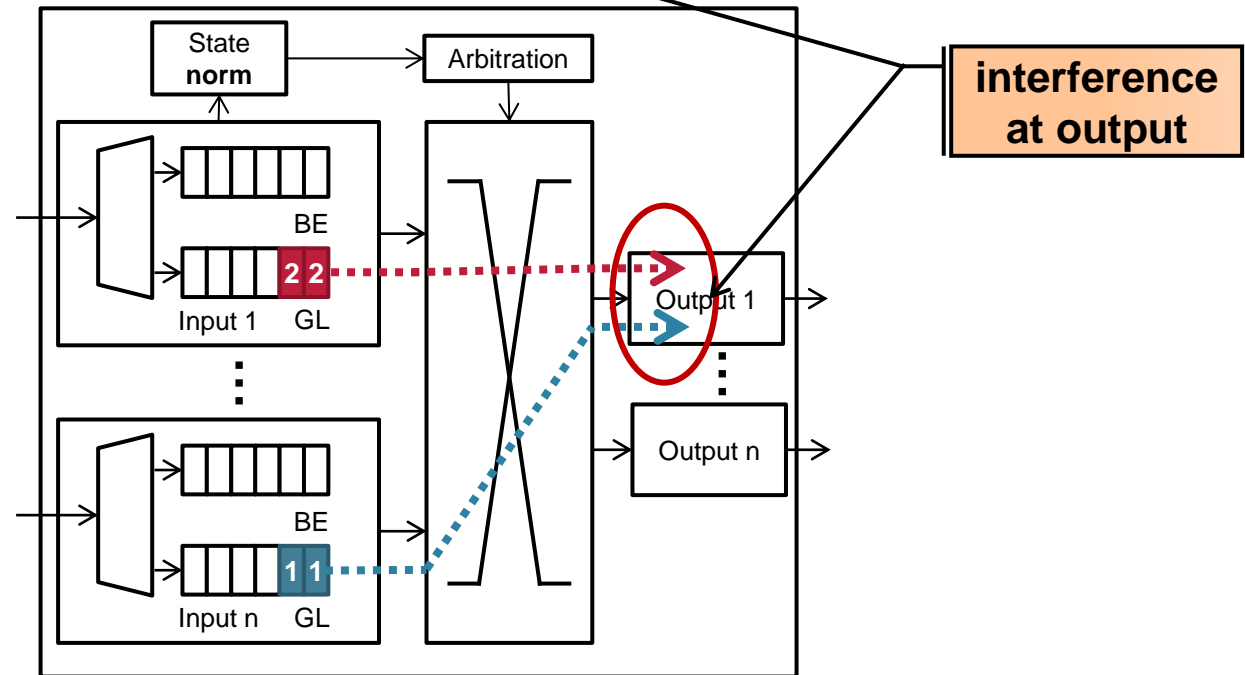 State
norm
Arbitration
interference
at output
BE
2 2
Input 1 GL
Output 1
BE
1 1
Input n GL
Output n